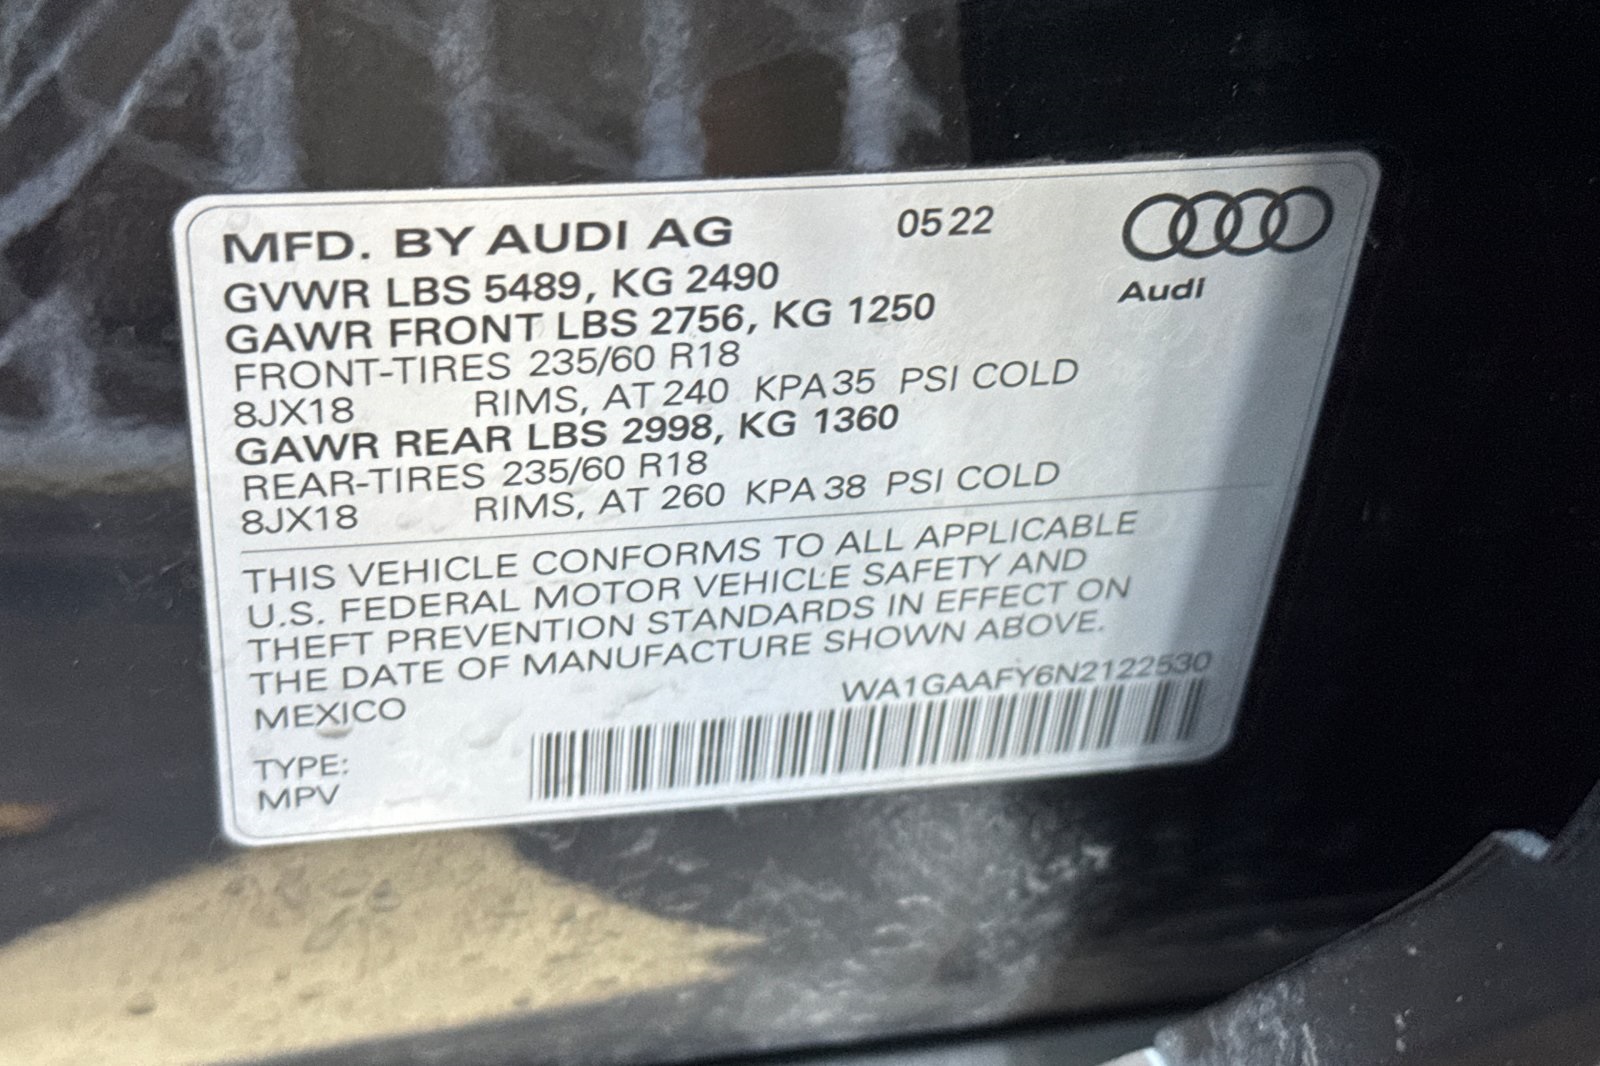 MFD. BY AUDI AG 0522
Audi
GVWR LBS 5489, KG 2490
GAWR FRONT LBS 2756, KG 1250
FRONT-TIRES 235/60 R18
8JX18 RIMS, AT 240 KPA 35 PSI COLD
GAWR REAR LBS 2998, KG 1360
REAR-TIRES 235/60 R18
8JX18 RIMS, AT 260 KPA 38 PSI COLD
THIS VEHICLE CONFORMS TO ALL APPLICABLE
U.S. FEDERAL MOTOR VEHICLE SAFETY AND
THEFT PREVENTION STANDARDS IN EFFECT ON
THE DATE OF MANUFACTURE SHOWN ABOVE.
MEXICO WA1GAAFY6N2122530
TYPE:
MPV